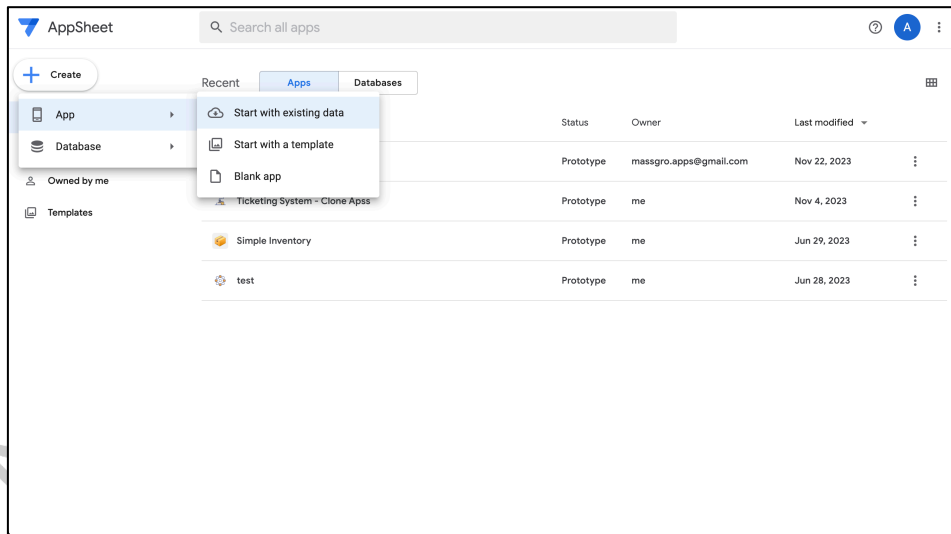 AppSheet
Search all apps
A
Create
Recent
Apps
Databases
App
Database
Start with existing data
Start with a template
Blank app
Status
Owner
Last modified
Prototype
massgro.apps@gmail.com
Nov 22, 2023
Owned by me
Templates
Ticketing System - Clone Apss
Prototype
me
Nov 4, 2023
Simple Inventory
Prototype
me
Jun 29, 2023
test
Prototype
me
Jun 28, 2023